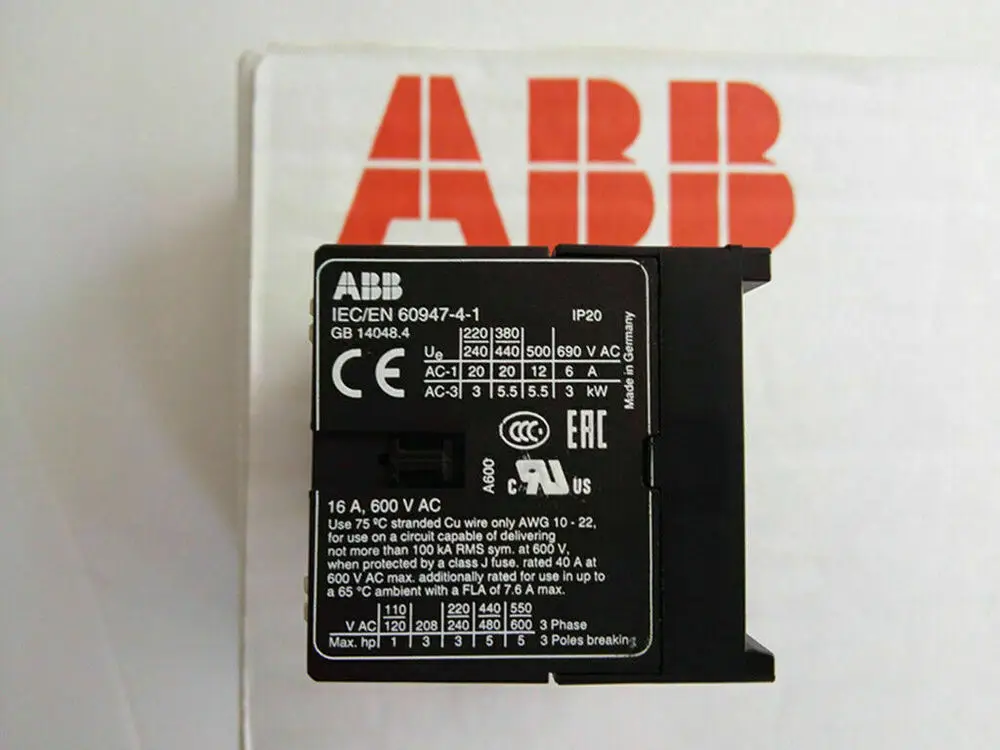 ABB
ABB
IEC/EN 60947-4-1 IP20
GB 14048.4
220 380
Ue 240 440 500 690 V AC
AC-1 20 20 12 6 A
AC-3 3 5.5 5.5 3 kW
Made in Germany
CE
CCC EAC
A600
c UR US
16 A, 600 V AC
Use 75 ºC stranded Cu wire only AWG 10 - 22,
for use on a circuit capable of delivering
not more than 100 kA RMS sym. at 600 V,
when protected by a class J fuse. rated 40 A at
600 V AC max. additionally rated for use in up to
a 65 °C ambient with a FLA of 7.6 A max.
110 220 440 550
V AC 120 208 240 480 600 3 Phase
Max. hp 1 3 3 5 5 3 Poles breaking